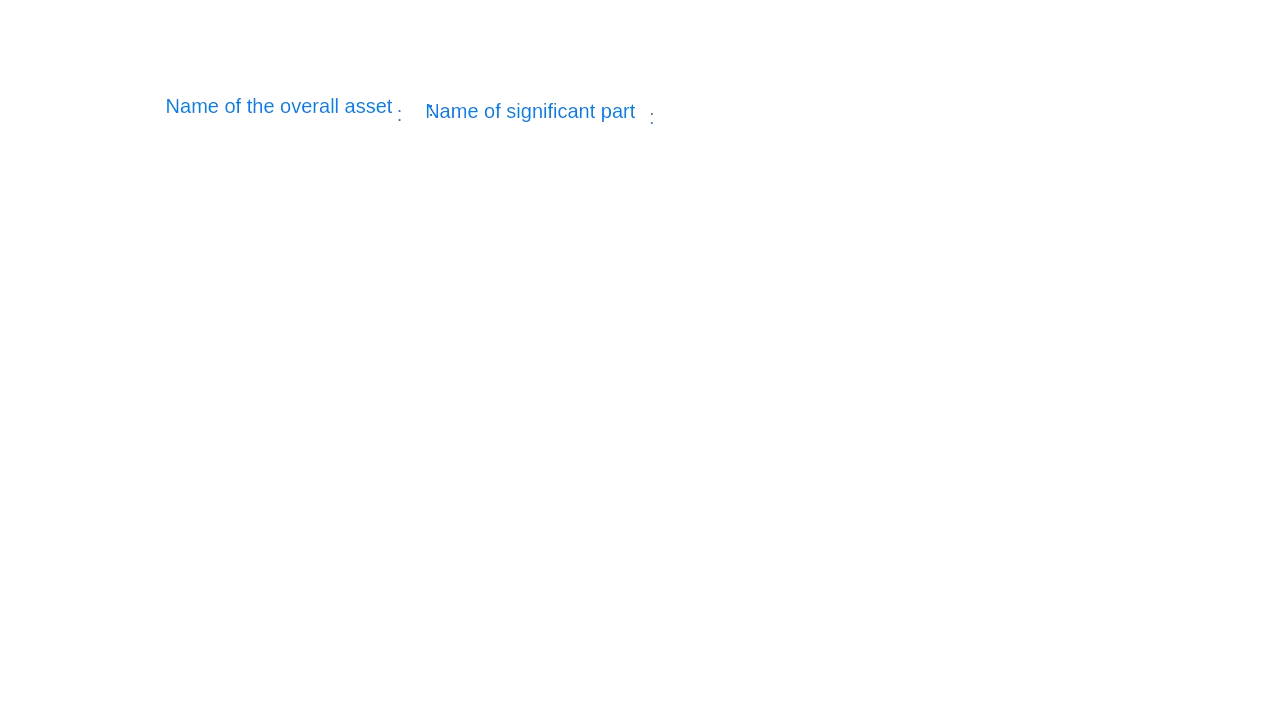 Name of the overall asset : : Name of significant part :